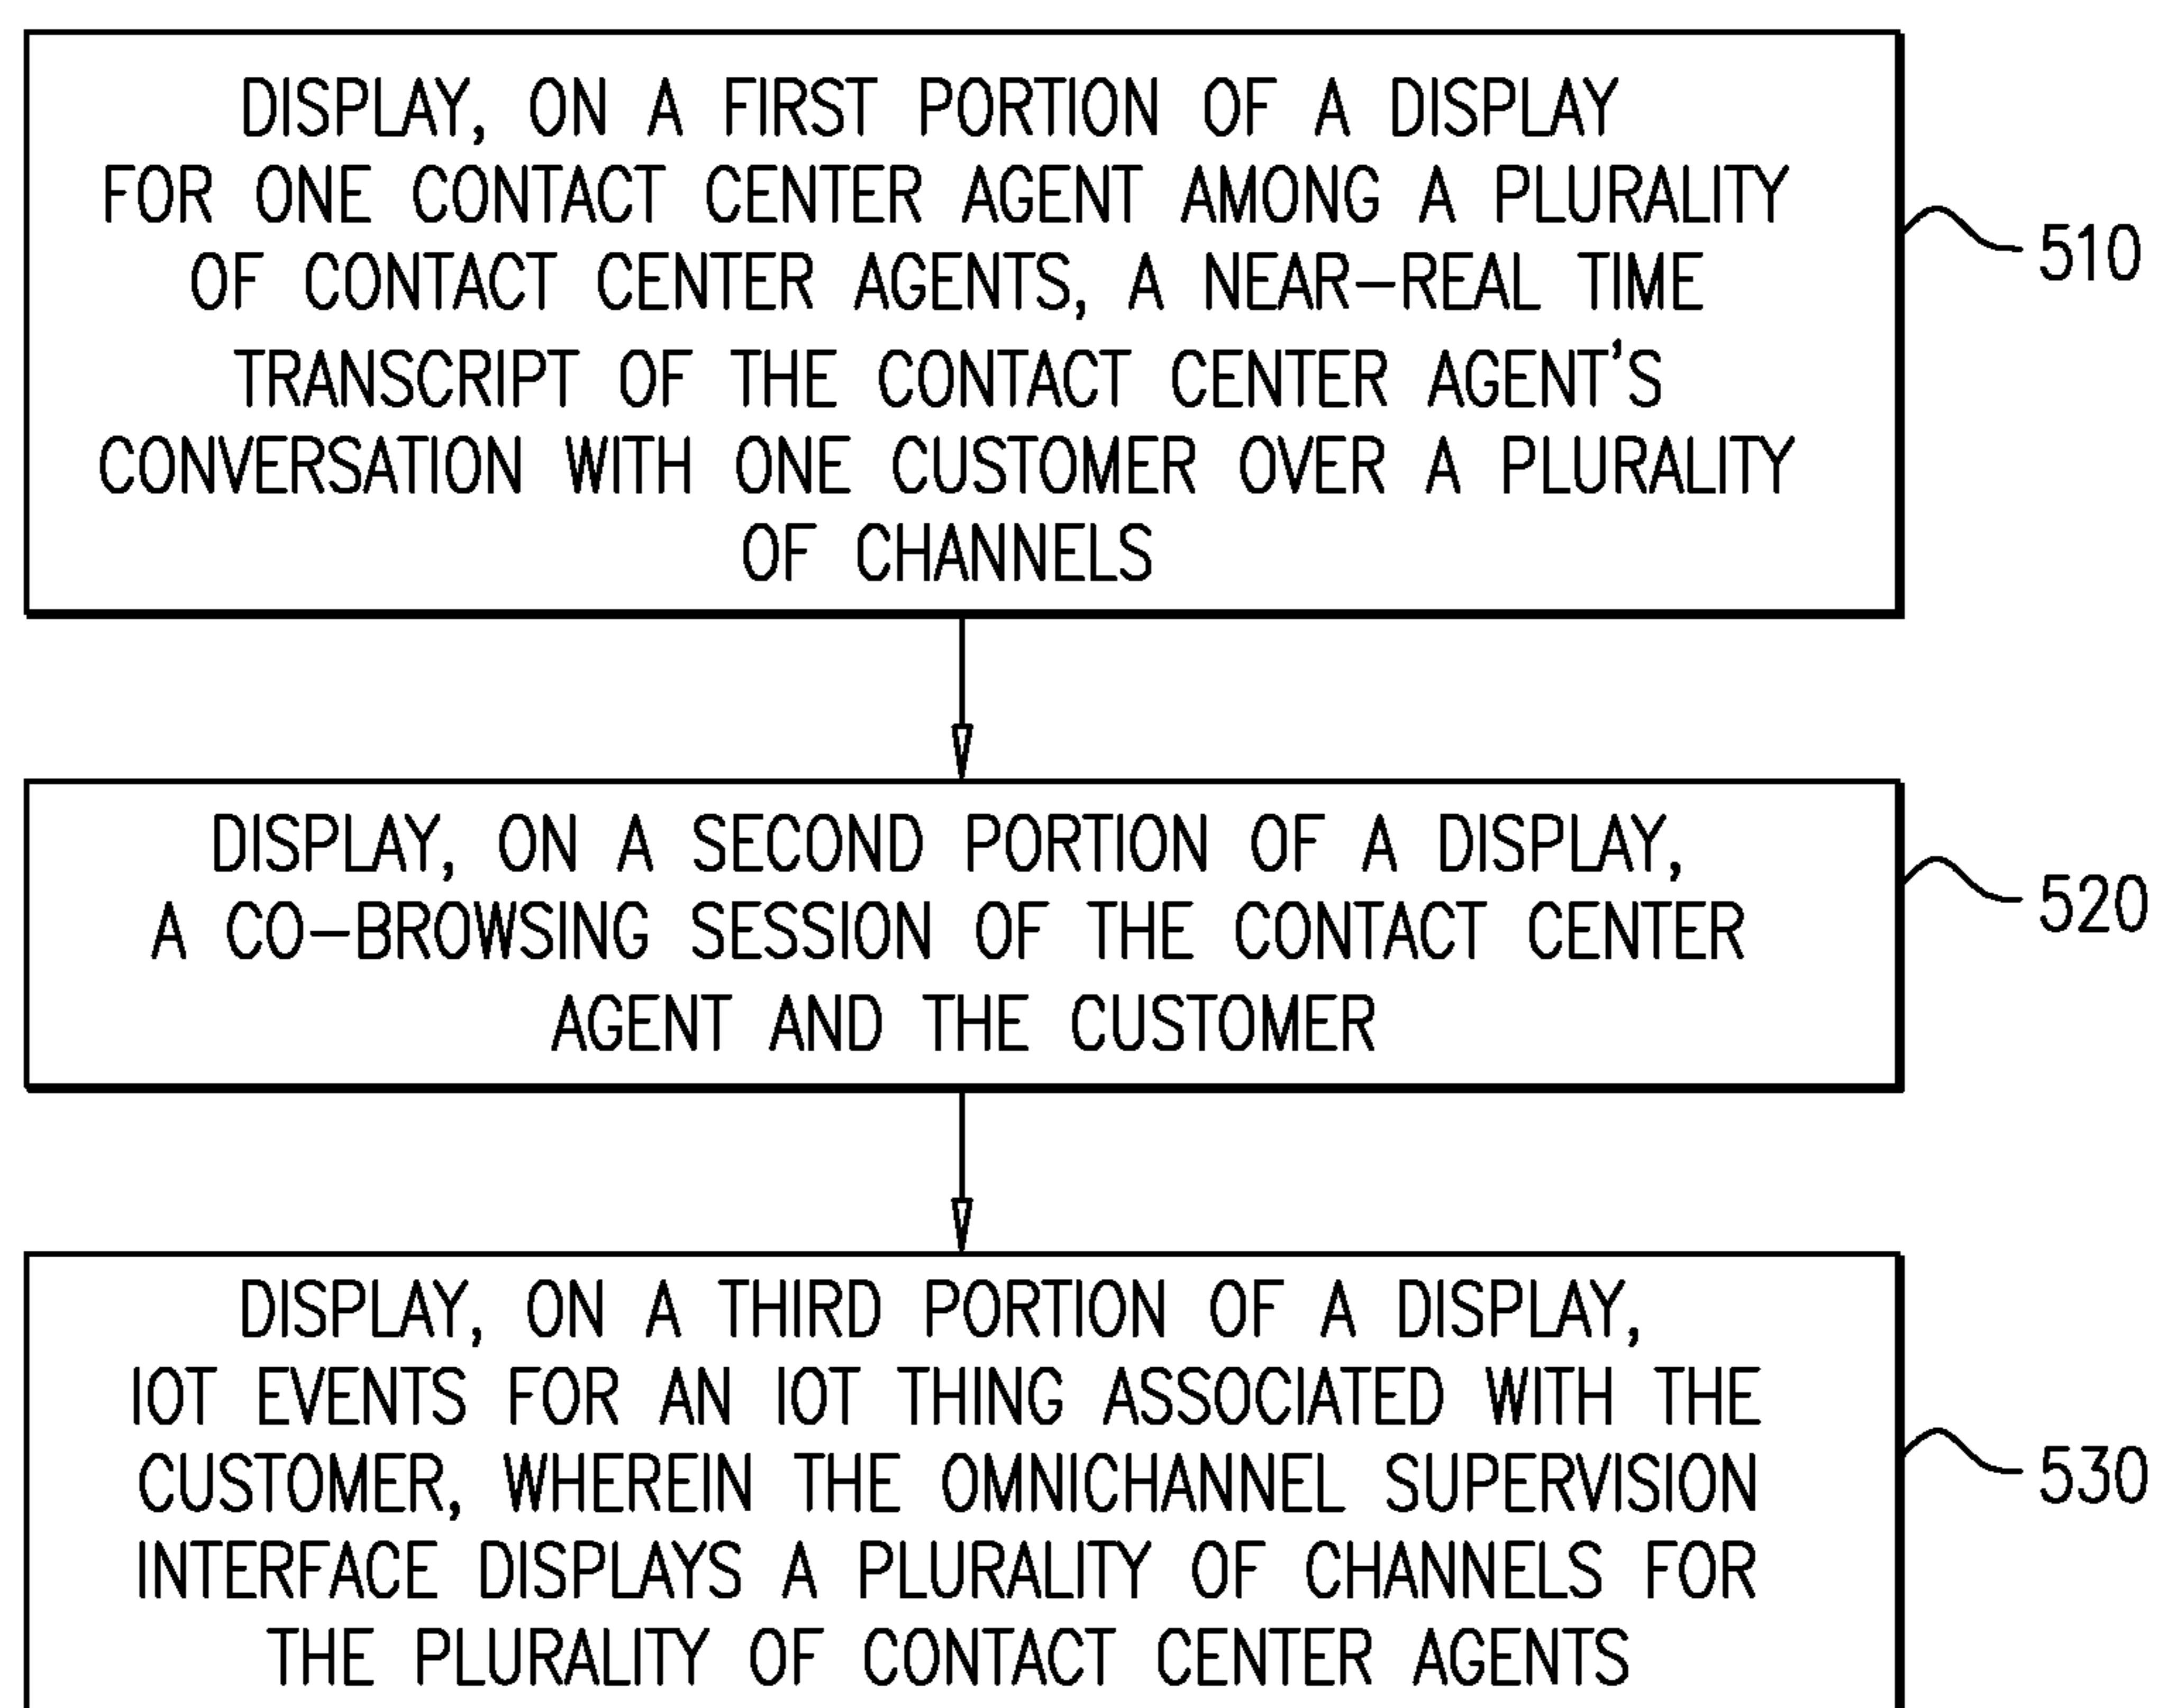 DISPLAY, ON A FIRST PORTION OF A DISPLAY
FOR ONE CONTACT CENTER AGENT AMONG A PLURALITY
OF CONTACT CENTER AGENTS, A NEAR-REAL TIME
TRANSCRIPT OF THE CONTACT CENTER AGENT'S
CONVERSATION WITH ONE CUSTOMER OVER A PLURALITY
OF CHANNELS
510
DISPLAY, ON A SECOND PORTION OF A DISPLAY,
A CO-BROWSING SESSION OF THE CONTACT CENTER
AGENT AND THE CUSTOMER
520
DISPLAY, ON A THIRD PORTION OF A DISPLAY,
IOT EVENTS FOR AN IOT THING ASSOCIATED WITH THE
CUSTOMER, WHEREIN THE OMNICHANNEL SUPERVISION
INTERFACE DISPLAYS A PLURALITY OF CHANNELS FOR
THE PLURALITY OF CONTACT CENTER AGENTS
530